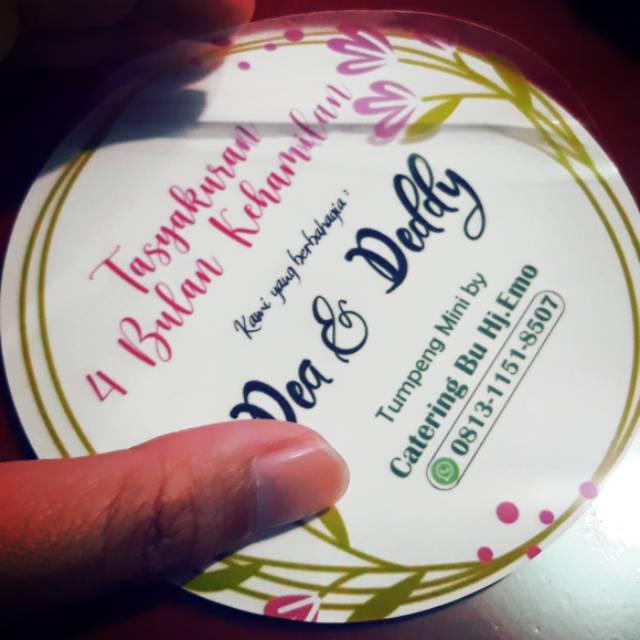 Tasyakuran
4 Bulan Kehamilan
Kami yang berbahagia :
Dea & Deddy
Tumpeng Mini by
Catering Bu Hj.Emo
0813-1151-8507